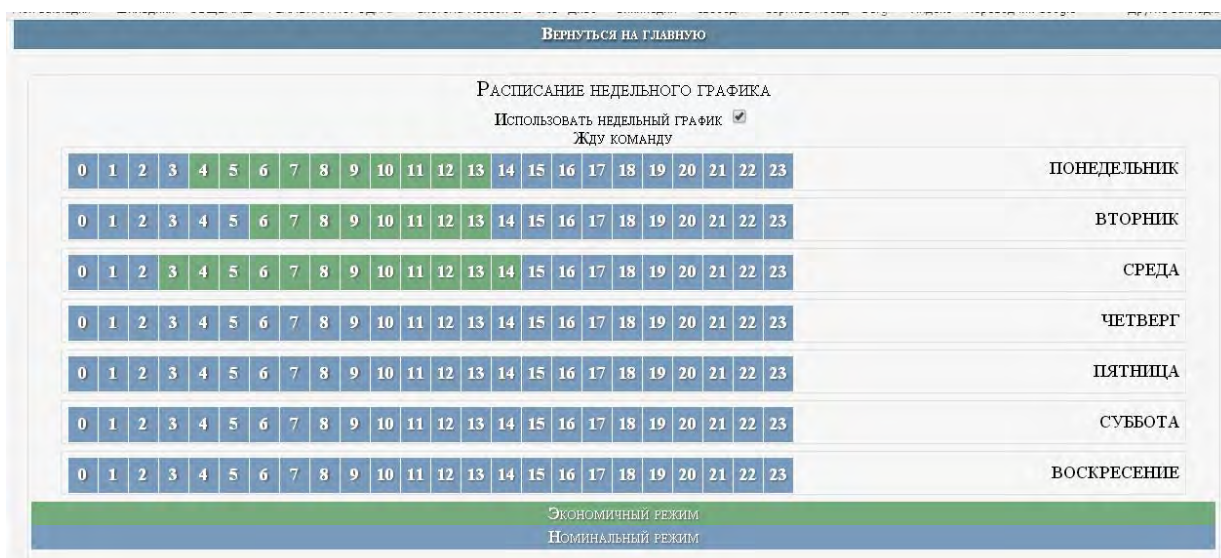 Вернуться на главную
Расписание недельного графика
Использовать недельный график
Жду команду
0 1 2 3 4 5 6 7 8 9 10 11 12 13 14 15 16 17 18 19 20 21 22 23 ПОНЕДЕЛЬНИК
0 1 2 3 4 5 6 7 8 9 10 11 12 13 14 15 16 17 18 19 20 21 22 23 ВТОРНИК
0 1 2 3 4 5 6 7 8 9 10 11 12 13 14 15 16 17 18 19 20 21 22 23 СРЕДА
0 1 2 3 4 5 6 7 8 9 10 11 12 13 14 15 16 17 18 19 20 21 22 23 ЧЕТВЕРГ
0 1 2 3 4 5 6 7 8 9 10 11 12 13 14 15 16 17 18 19 20 21 22 23 ПЯТНИЦА
0 1 2 3 4 5 6 7 8 9 10 11 12 13 14 15 16 17 18 19 20 21 22 23 СУББОТА
0 1 2 3 4 5 6 7 8 9 10 11 12 13 14 15 16 17 18 19 20 21 22 23 ВОСКРЕСЕНИЕ
Экономичный режим
Номинальный режим